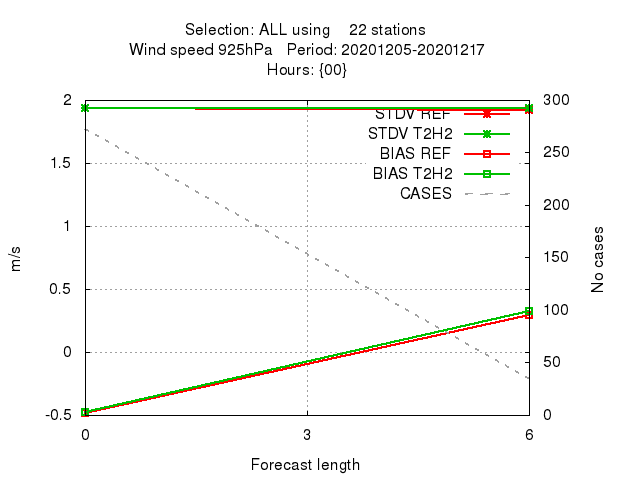 Selection: ALL using 22 stations
Wind speed 925hPa Period: 20201205-20201217
Hours: {00}
2
1.5
1
0.5
0
-0.5
300
250
200
150
100
50
0
STDV REF
STDV T2H2
BIAS REF
BIAS T2H2
CASES
m/s
No cases
0 3 6
Forecast length